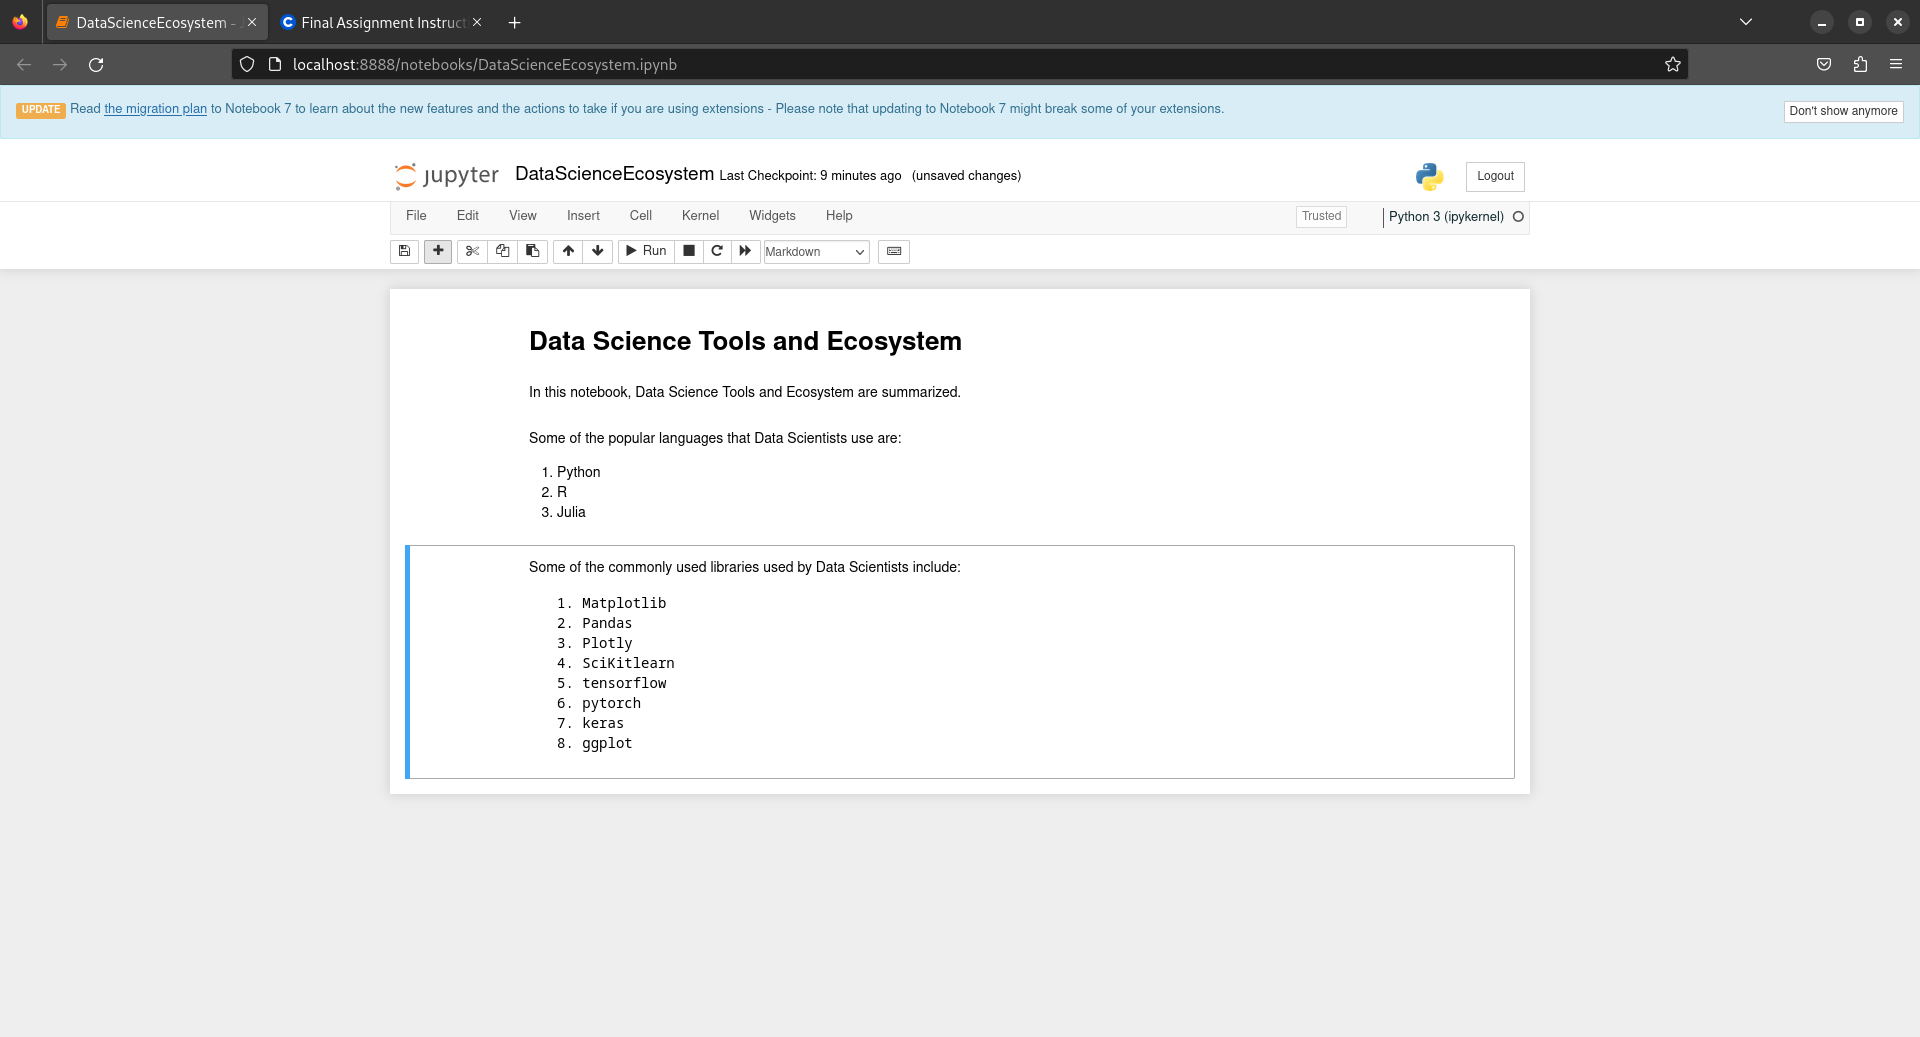 DataScienceEcosystem -
Final Assignment Instruct
localhost:8888/notebooks/DataScienceEcosystem.ipynb
UPDATE Read the migration plan to Notebook 7 to learn about the new features and the actions to take if you are using extensions - Please note that updating to Notebook 7 might break some of your extensions.
Don't show anymore
jupyter DataScienceEcosystem Last Checkpoint: 9 minutes ago (unsaved changes)
Logout
File Edit View Insert Cell Kernel Widgets Help
Trusted
Python 3 (ipykernel)
Run
Markdown
Data Science Tools and Ecosystem
In this notebook, Data Science Tools and Ecosystem are summarized.
Some of the popular languages that Data Scientists use are:
1. Python
2. R
3. Julia
Some of the commonly used libraries used by Data Scientists include:
1. Matplotlib
2. Pandas
3. Plotly
4. SciKitlearn
5. tensorflow
6. pytorch
7. keras
8. ggplot